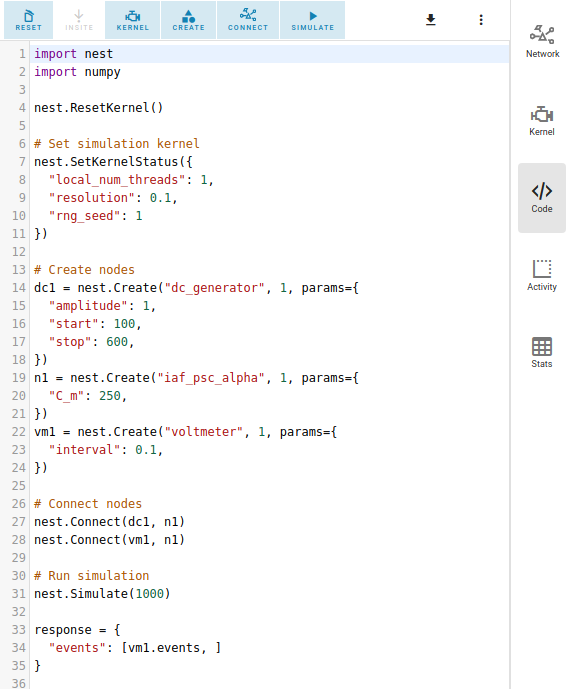 RESET INSITE KERNEL CREATE CONNECT SIMULATE
Network
Kernel
</> Code
Activity
Stats
1 import nest
2 import numpy
3
4 nest.ResetKernel()
5
6 # Set simulation kernel
7 nest.SetKernelStatus({
8   "local_num_threads": 1,
9   "resolution": 0.1,
10   "rng_seed": 1
11 })
12
13 # Create nodes
14 dc1 = nest.Create("dc_generator", 1, params={
15   "amplitude": 1,
16   "start": 100,
17   "stop": 600,
18 })
19 n1 = nest.Create("iaf_psc_alpha", 1, params={
20   "C_m": 250,
21 })
22 vm1 = nest.Create("voltmeter", 1, params={
23   "interval": 0.1,
24 })
25
26 # Connect nodes
27 nest.Connect(dc1, n1)
28 nest.Connect(vm1, n1)
29
30 # Run simulation
31 nest.Simulate(1000)
32
33 response = {
34   "events": [vm1.events, ]
35 }
36